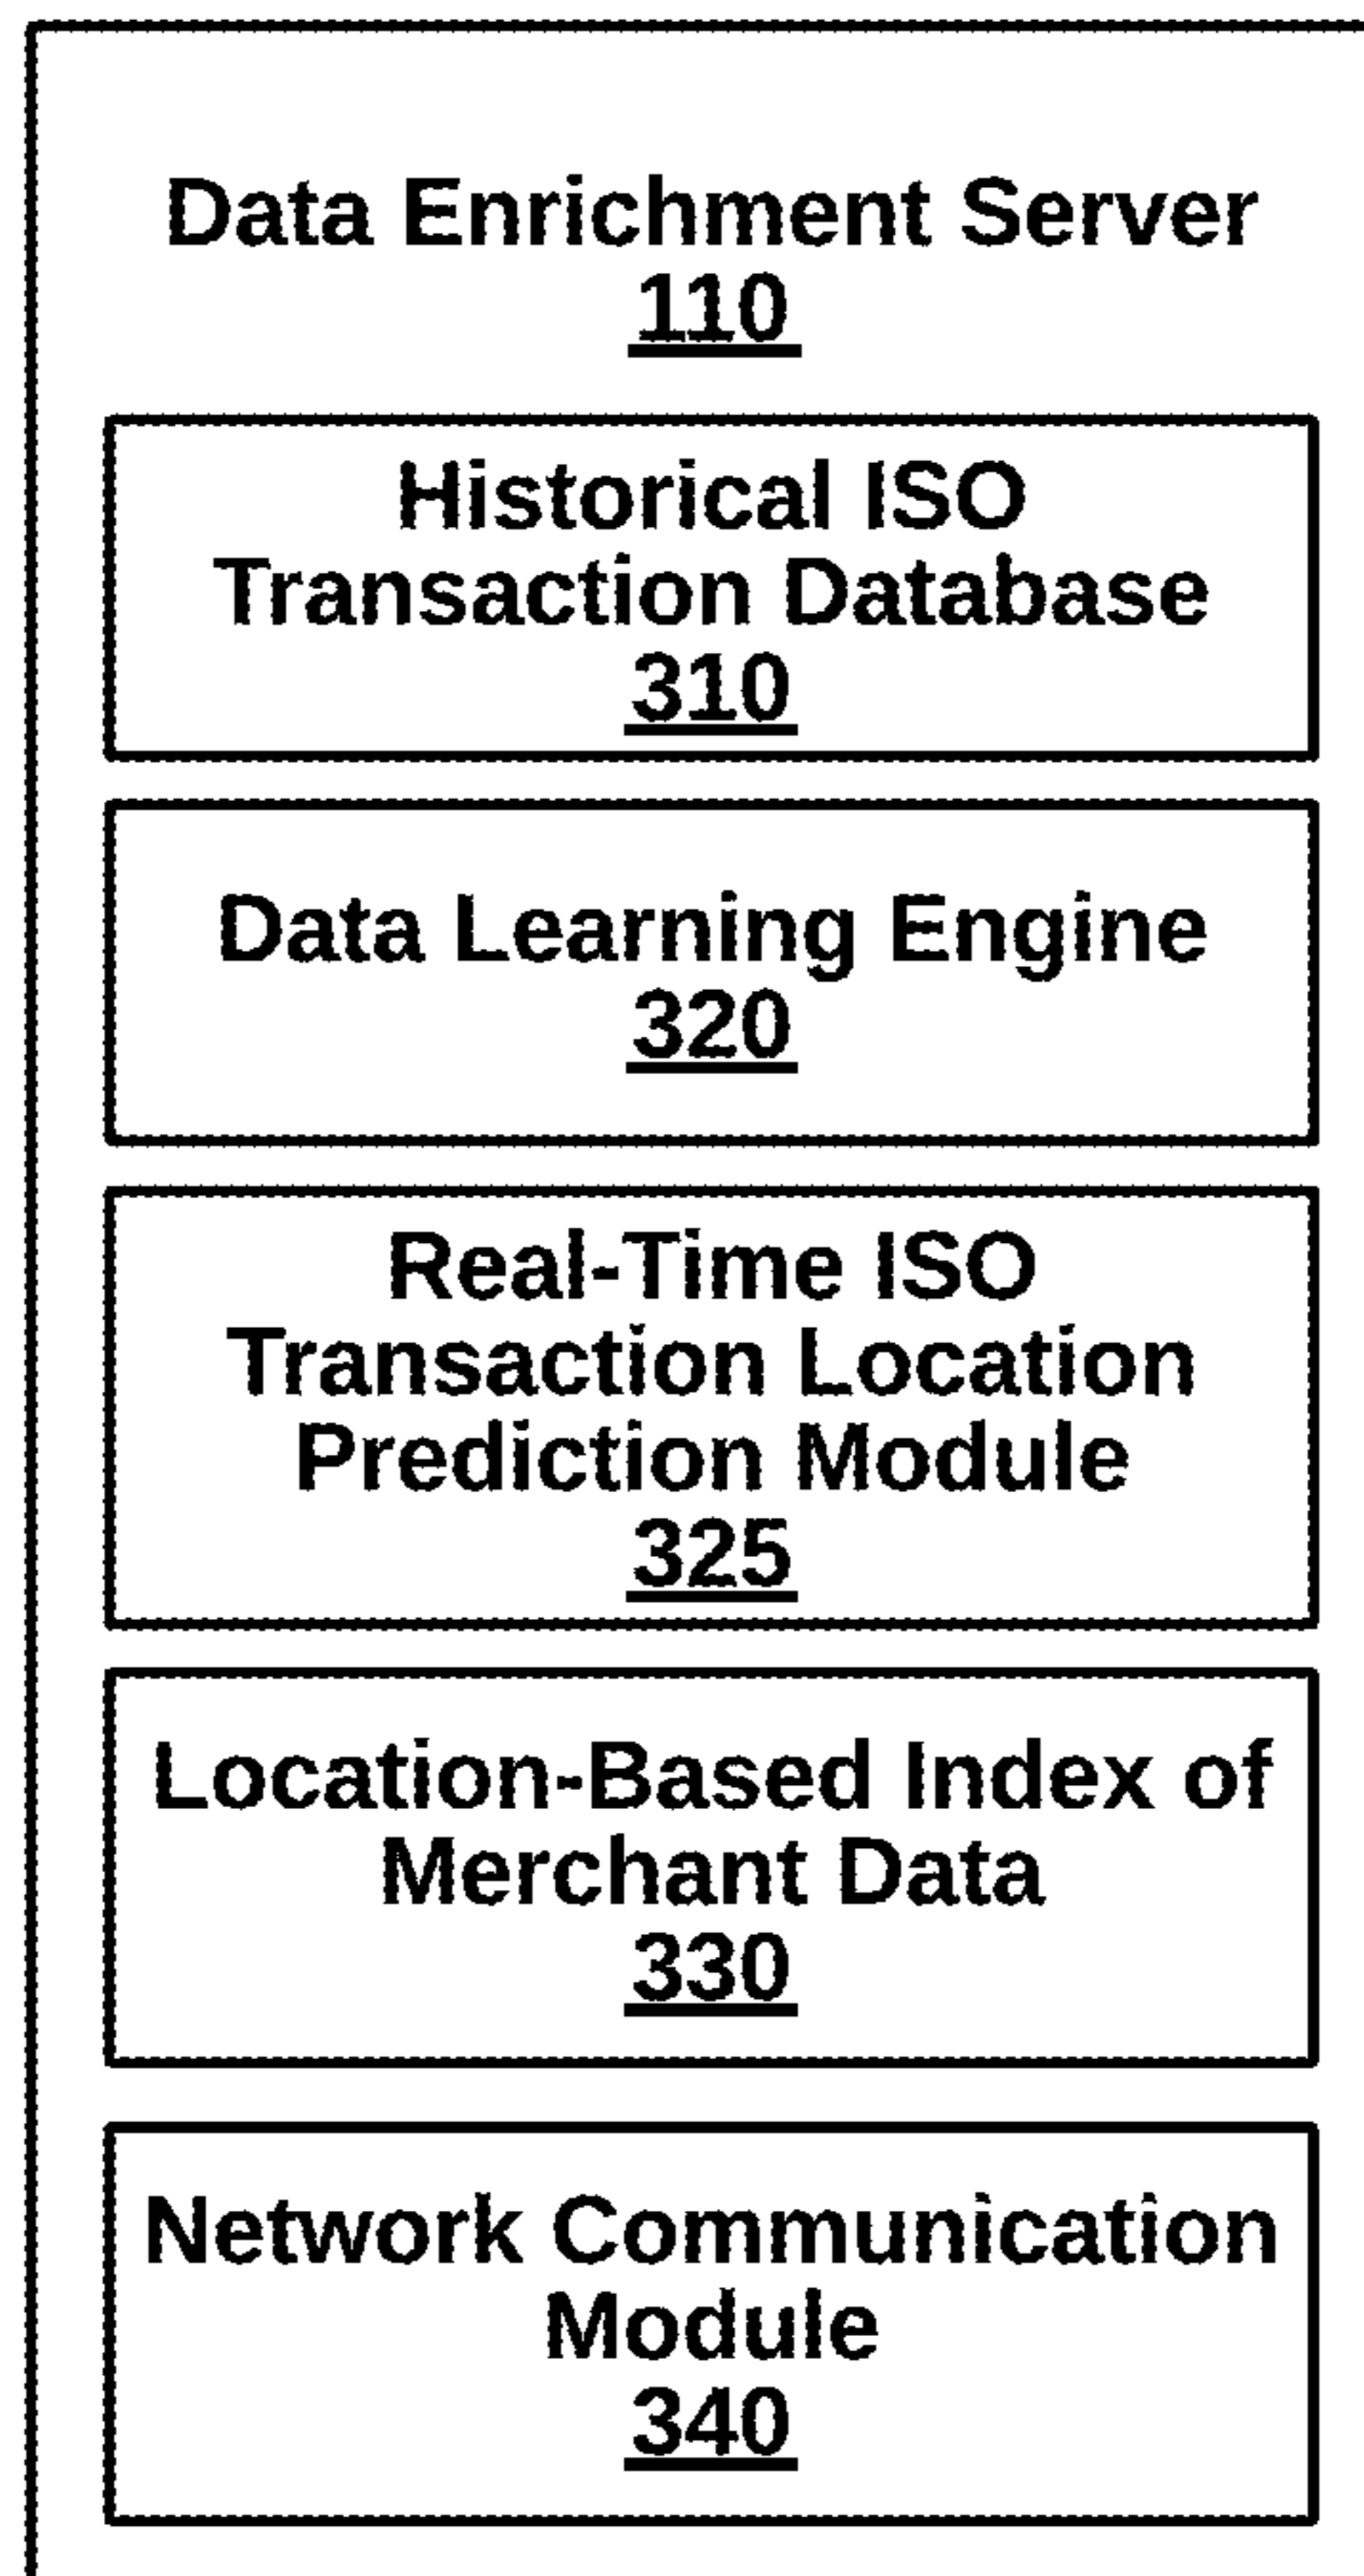 Data Enrichment Server
110
Historical ISO
Transaction Database
310
Data Learning Engine
320
Real-Time ISO
Transaction Location
Prediction Module
325
Location-Based Index of
Merchant Data
330
Network Communication
Module
340